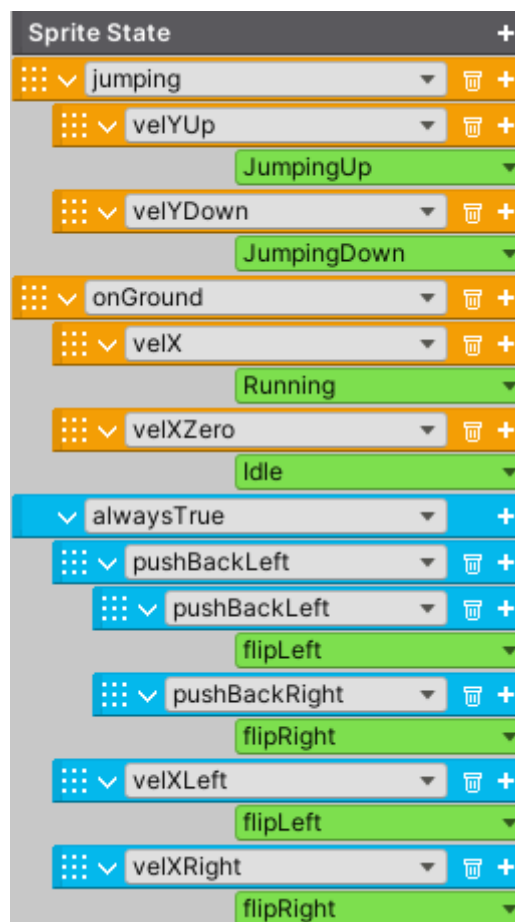 Sprite State
jumping
velYUp
JumpingUp
velYDown
JumpingDown
onGround
velX
Running
velXZero
Idle
alwaysTrue
pushBackLeft
pushBackLeft
flipLeft
pushBackRight
flipRight
velXLeft
flipLeft
velXRight
flipRight